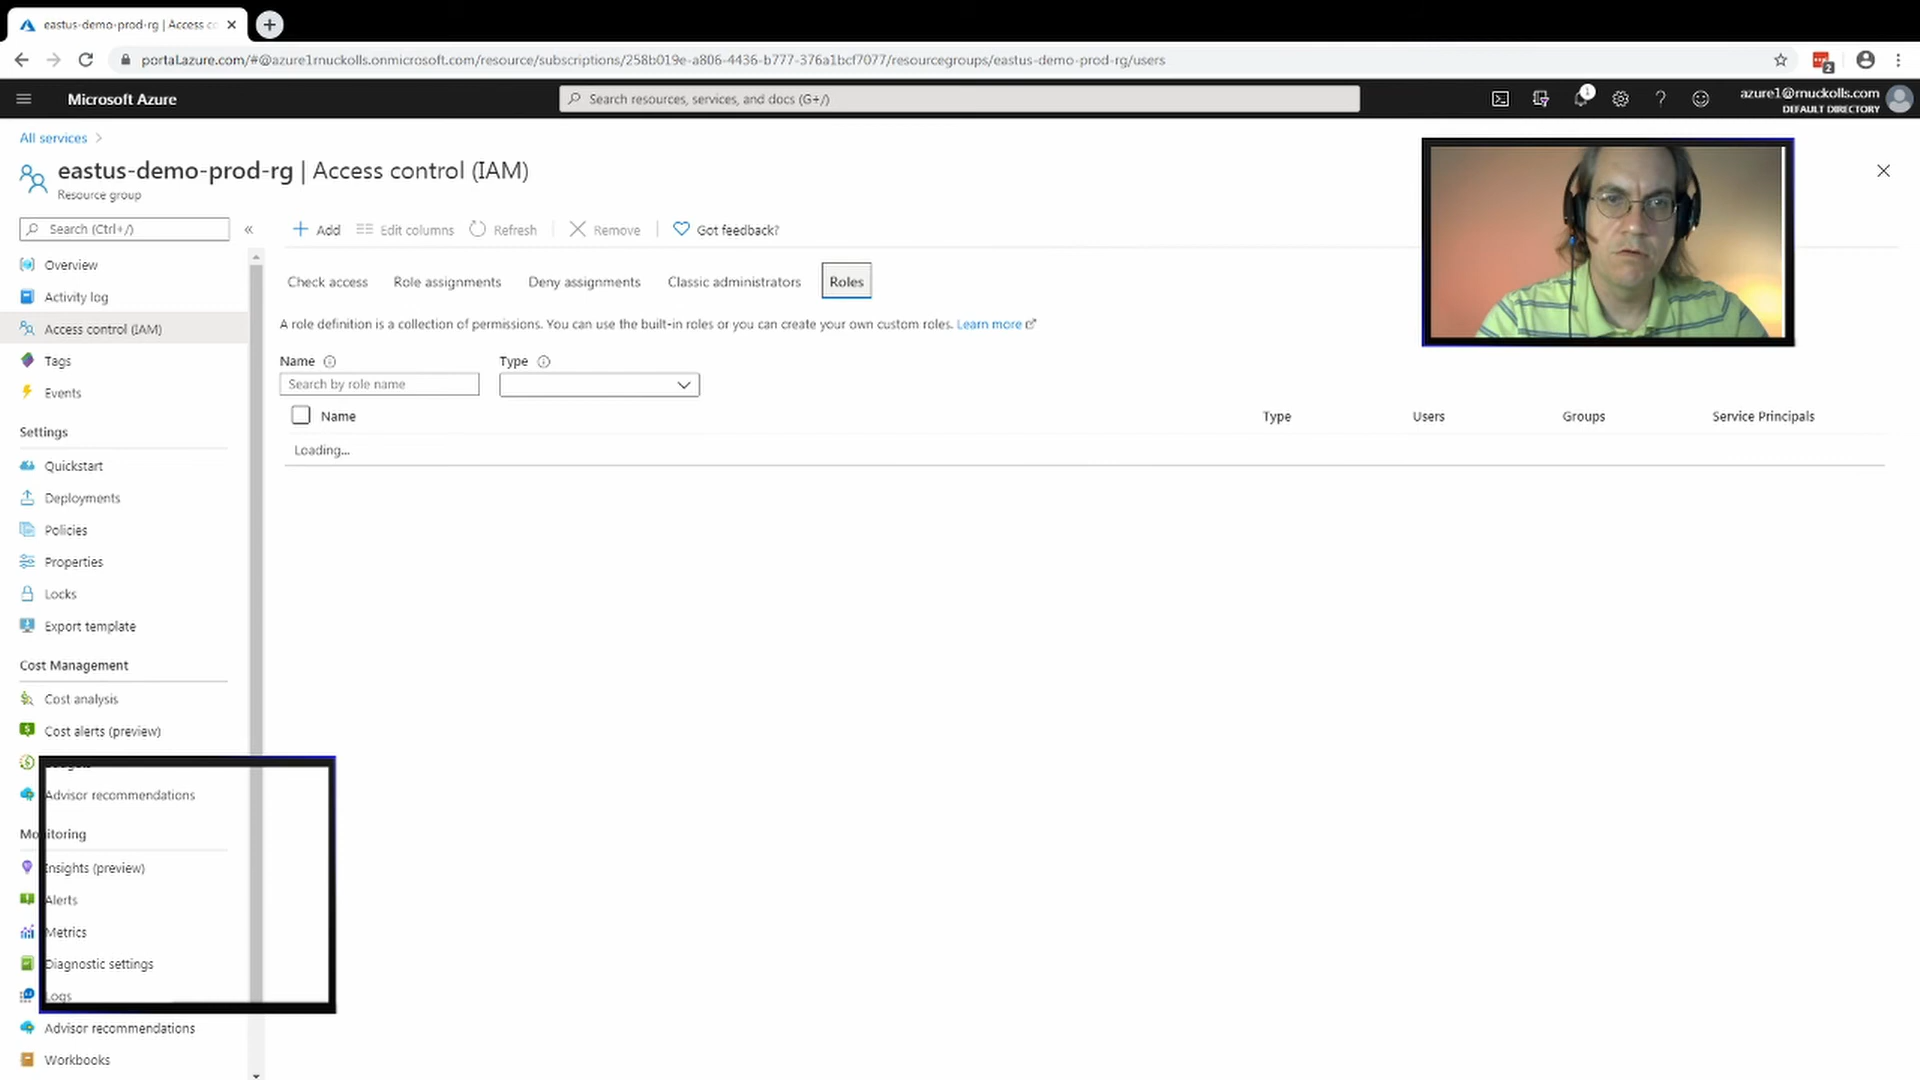 eastus-demo-prod-rg | Access co
portal.azure.com/#@azure1rnuckolls.onmicrosoft.com/resource/subscriptions/258b019e-a806-4436-b777-376a1bcf7077/resourcegroups/eastus-demo-prod-rg/users
2
Microsoft Azure
Search resources, services, and docs (G+/)
1
azure1@rnuckolls.com
DEFAULT DIRECTORY
All services
eastus-demo-prod-rg | Access control (IAM)
Resource group
Search (Ctrl+/)
Add
Edit columns
Refresh
Remove
Got feedback?
Overview
Activity log
Access control (IAM)
Tags
Events
Settings
Quickstart
Deployments
Policies
Properties
Locks
Export template
Cost Management
Cost analysis
Cost alerts (preview)
Advisor recommendations
Monitoring
Insights (preview)
Alerts
Metrics
Diagnostic settings
Logs
Advisor recommendations
Workbooks
Check access
Role assignments
Deny assignments
Classic administrators
Roles
A role definition is a collection of permissions. You can use the built-in roles or you can create your own custom roles. Learn more
Name
Type
Search by role name
Name
Type
Users
Groups
Service Principals
Loading...